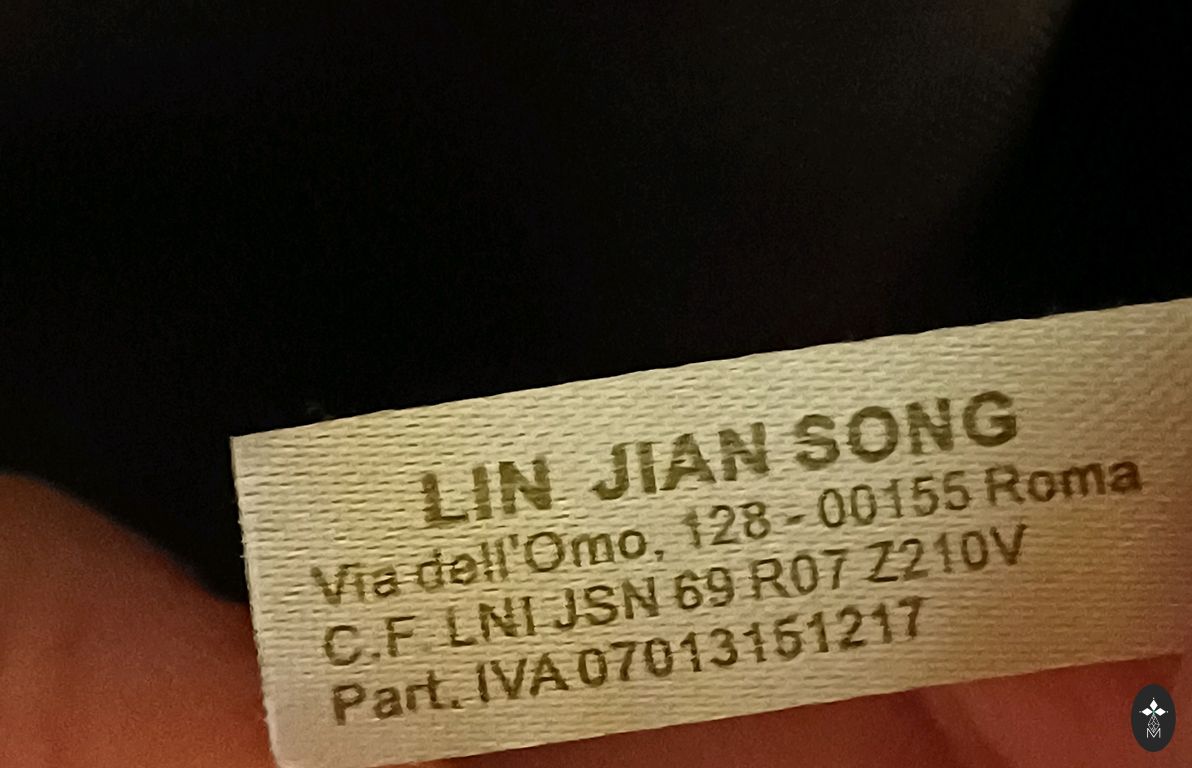 LIN JIAN SONG
Via dell'Omo, 128 - 00155 Roma
C.F. LNI JSN 69 R07 Z210V
Part. IVA 07013151217
M